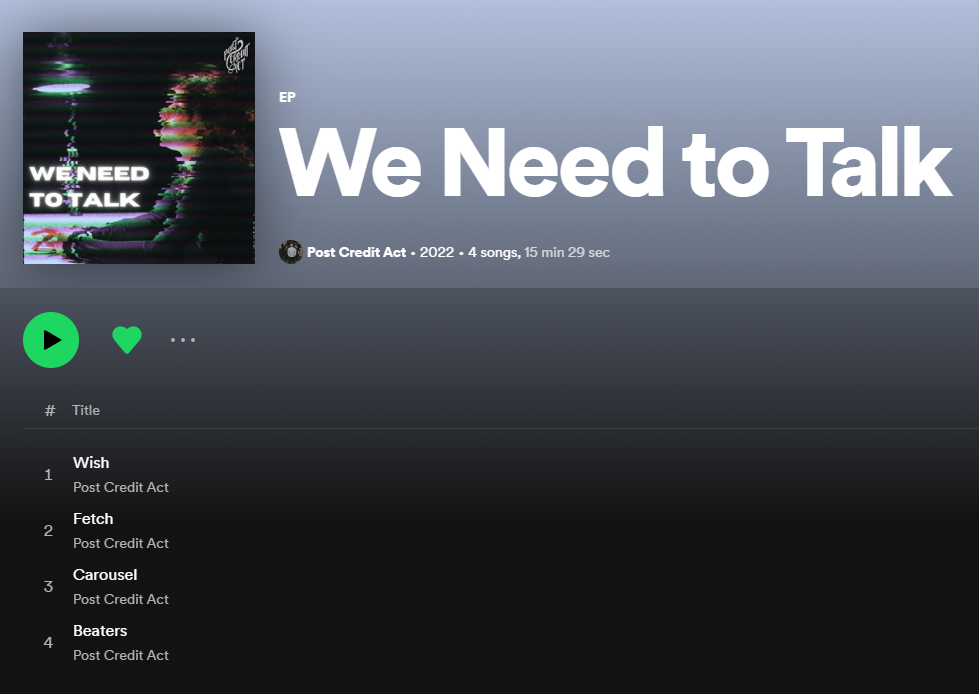 POST
CREDIT
ACT
WE NEED
TO TALK
EP
We Need to Talk
Post Credit Act • 2022 • 4 songs, 15 min 29 sec
# Title
1 Wish
Post Credit Act
2 Fetch
Post Credit Act
3 Carousel
Post Credit Act
4 Beaters
Post Credit Act